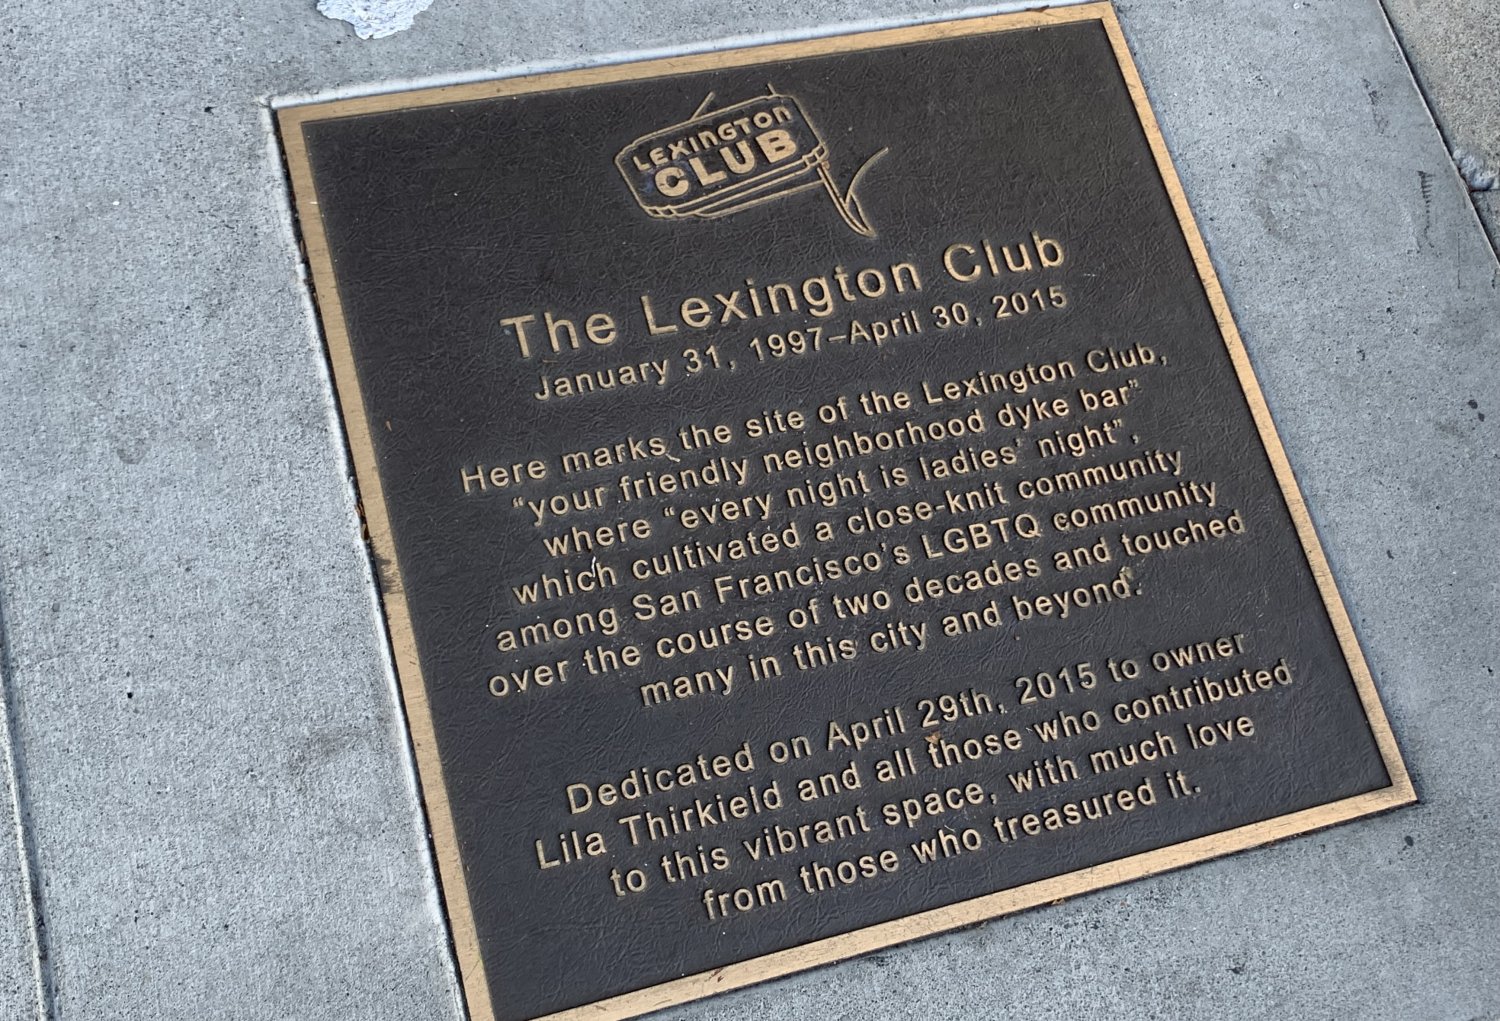 LEXINGTON
CLUB
The Lexington Club
January 31, 1997–April 30, 2015
Here marks the site of the Lexington Club,
“your friendly neighborhood dyke bar”
where “every night is ladies’ night”,
which cultivated a close-knit community
among San Francisco’s LGBTQ community
over the course of two decades and touched
many in this city and beyond.
Dedicated on April 29th, 2015 to owner
Lila Thirkield and all those who contributed
to this vibrant space, with much love
from those who treasured it.